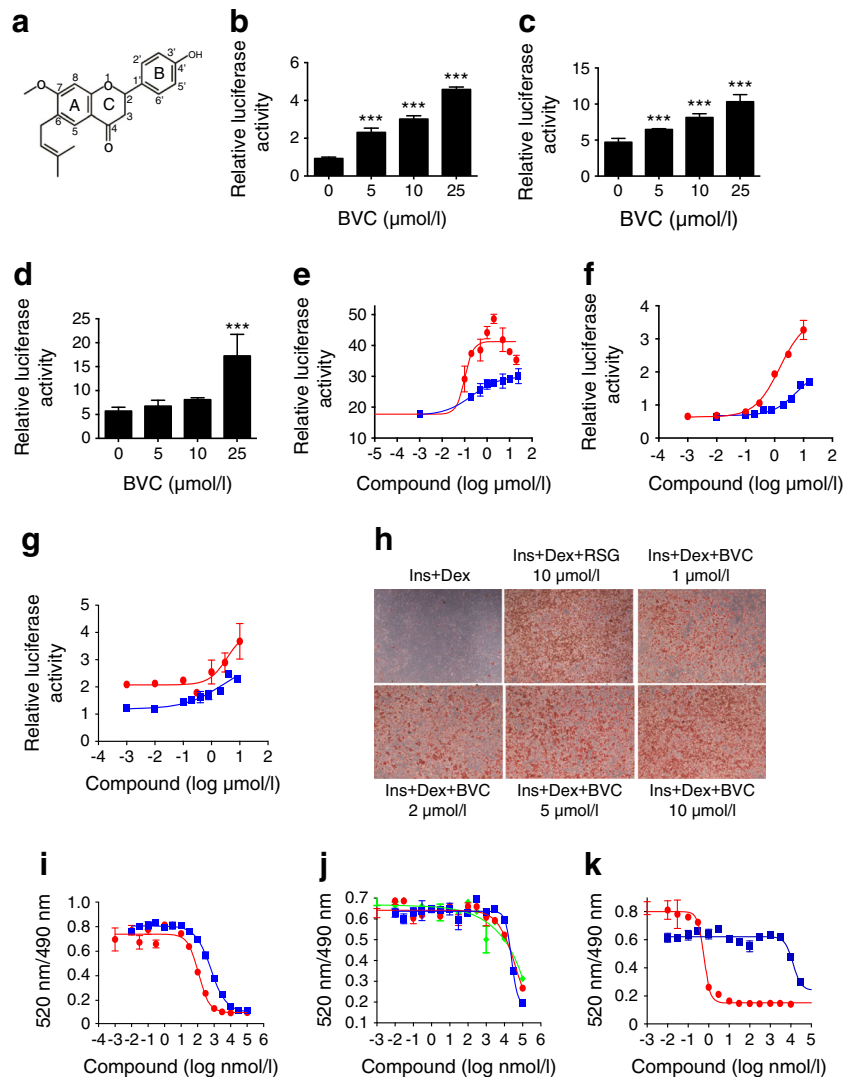 a
O
7
8
1
O
A
C
6
5
4
3
2
O
1'
2'
3'
4'
5'
6'
B
OH
b
Relative luciferase
activity
6
4
2
0
***
***
***
0
5
10
25
BVC (µmol/l)
c
Relative luciferase
activity
15
10
5
0
***
***
***
0
5
10
25
BVC (µmol/l)
d
Relative luciferase
activity
25
20
15
10
5
0
***
0
5
10
25
BVC (µmol/l)
e
Relative luciferase
activity
50
40
30
20
10
-5
-4
-3
-2
-1
0
1
2
Compound (log µmol/l)
f
Relative luciferase
activity
4
3
2
1
0
-4
-3
-2
-1
0
1
2
Compound (log µmol/l)
g
Relative luciferase
activity
5
4
3
2
1
0
-4
-3
-2
-1
0
1
2
Compound (log µmol/l)
h
Ins+Dex
Ins+Dex+RSG
10 µmol/l
Ins+Dex+BVC
1 µmol/l
Ins+Dex+BVC
2 µmol/l
Ins+Dex+BVC
5 µmol/l
Ins+Dex+BVC
10 µmol/l
i
520 nm/490 nm
1.0
0.8
0.6
0.4
0.2
0
-4
-3
-2
-1
0
1
2
3
4
5
6
Compound (log nmol/l)
j
520 nm/490 nm
0.7
0.6
0.5
0.4
0.3
0.2
0.1
-3
-2
-1
0
1
2
3
4
5
6
Compound (log nmol/l)
k
520 nm/490 nm
0.8
0.6
0.4
0.2
0
-3
-2
-1
0
1
2
3
4
5
Compound (log nmol/l)